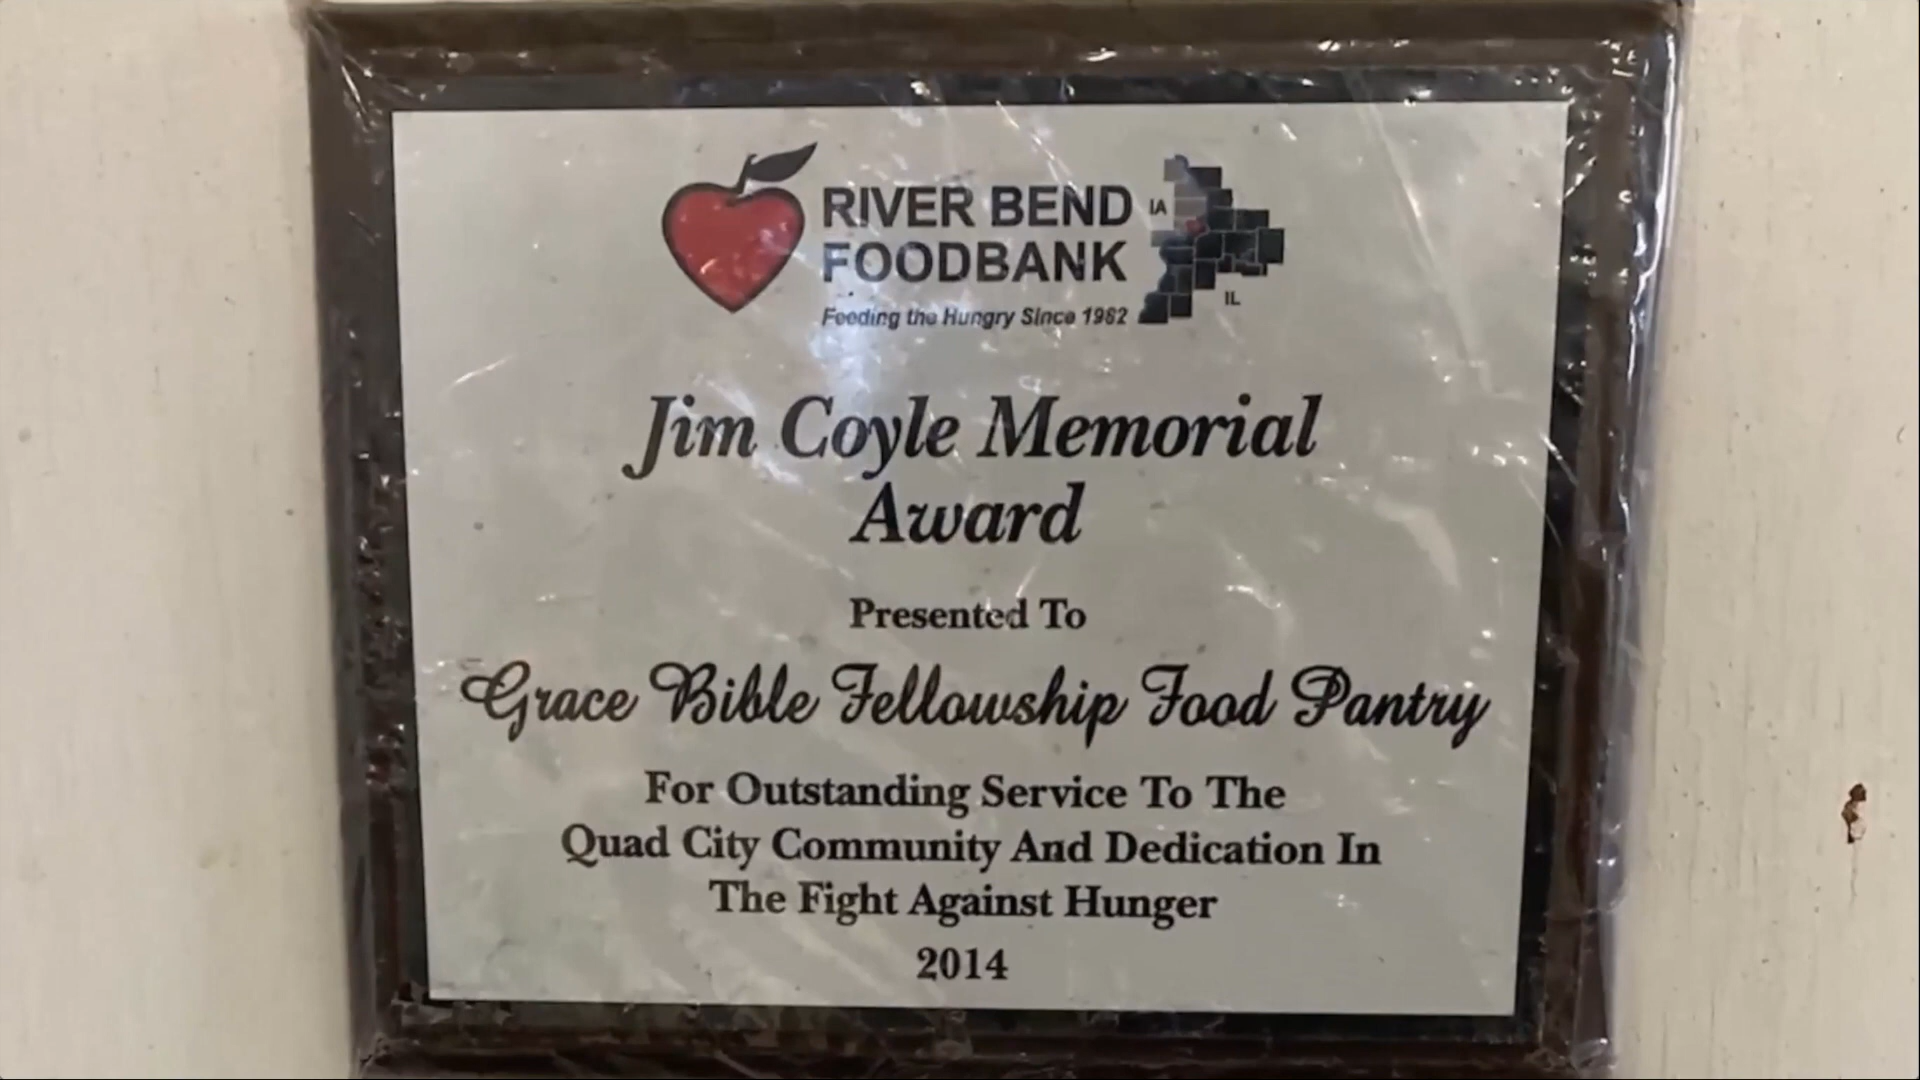 RIVER BEND
FOODBANK
Feeding the Hungry Since 1982
IA
IL
Jim Coyle Memorial
Award
Presented To
Grace Bible Fellowship Food Pantry
For Outstanding Service To The
Quad City Community And Dedication In
The Fight Against Hunger
2014